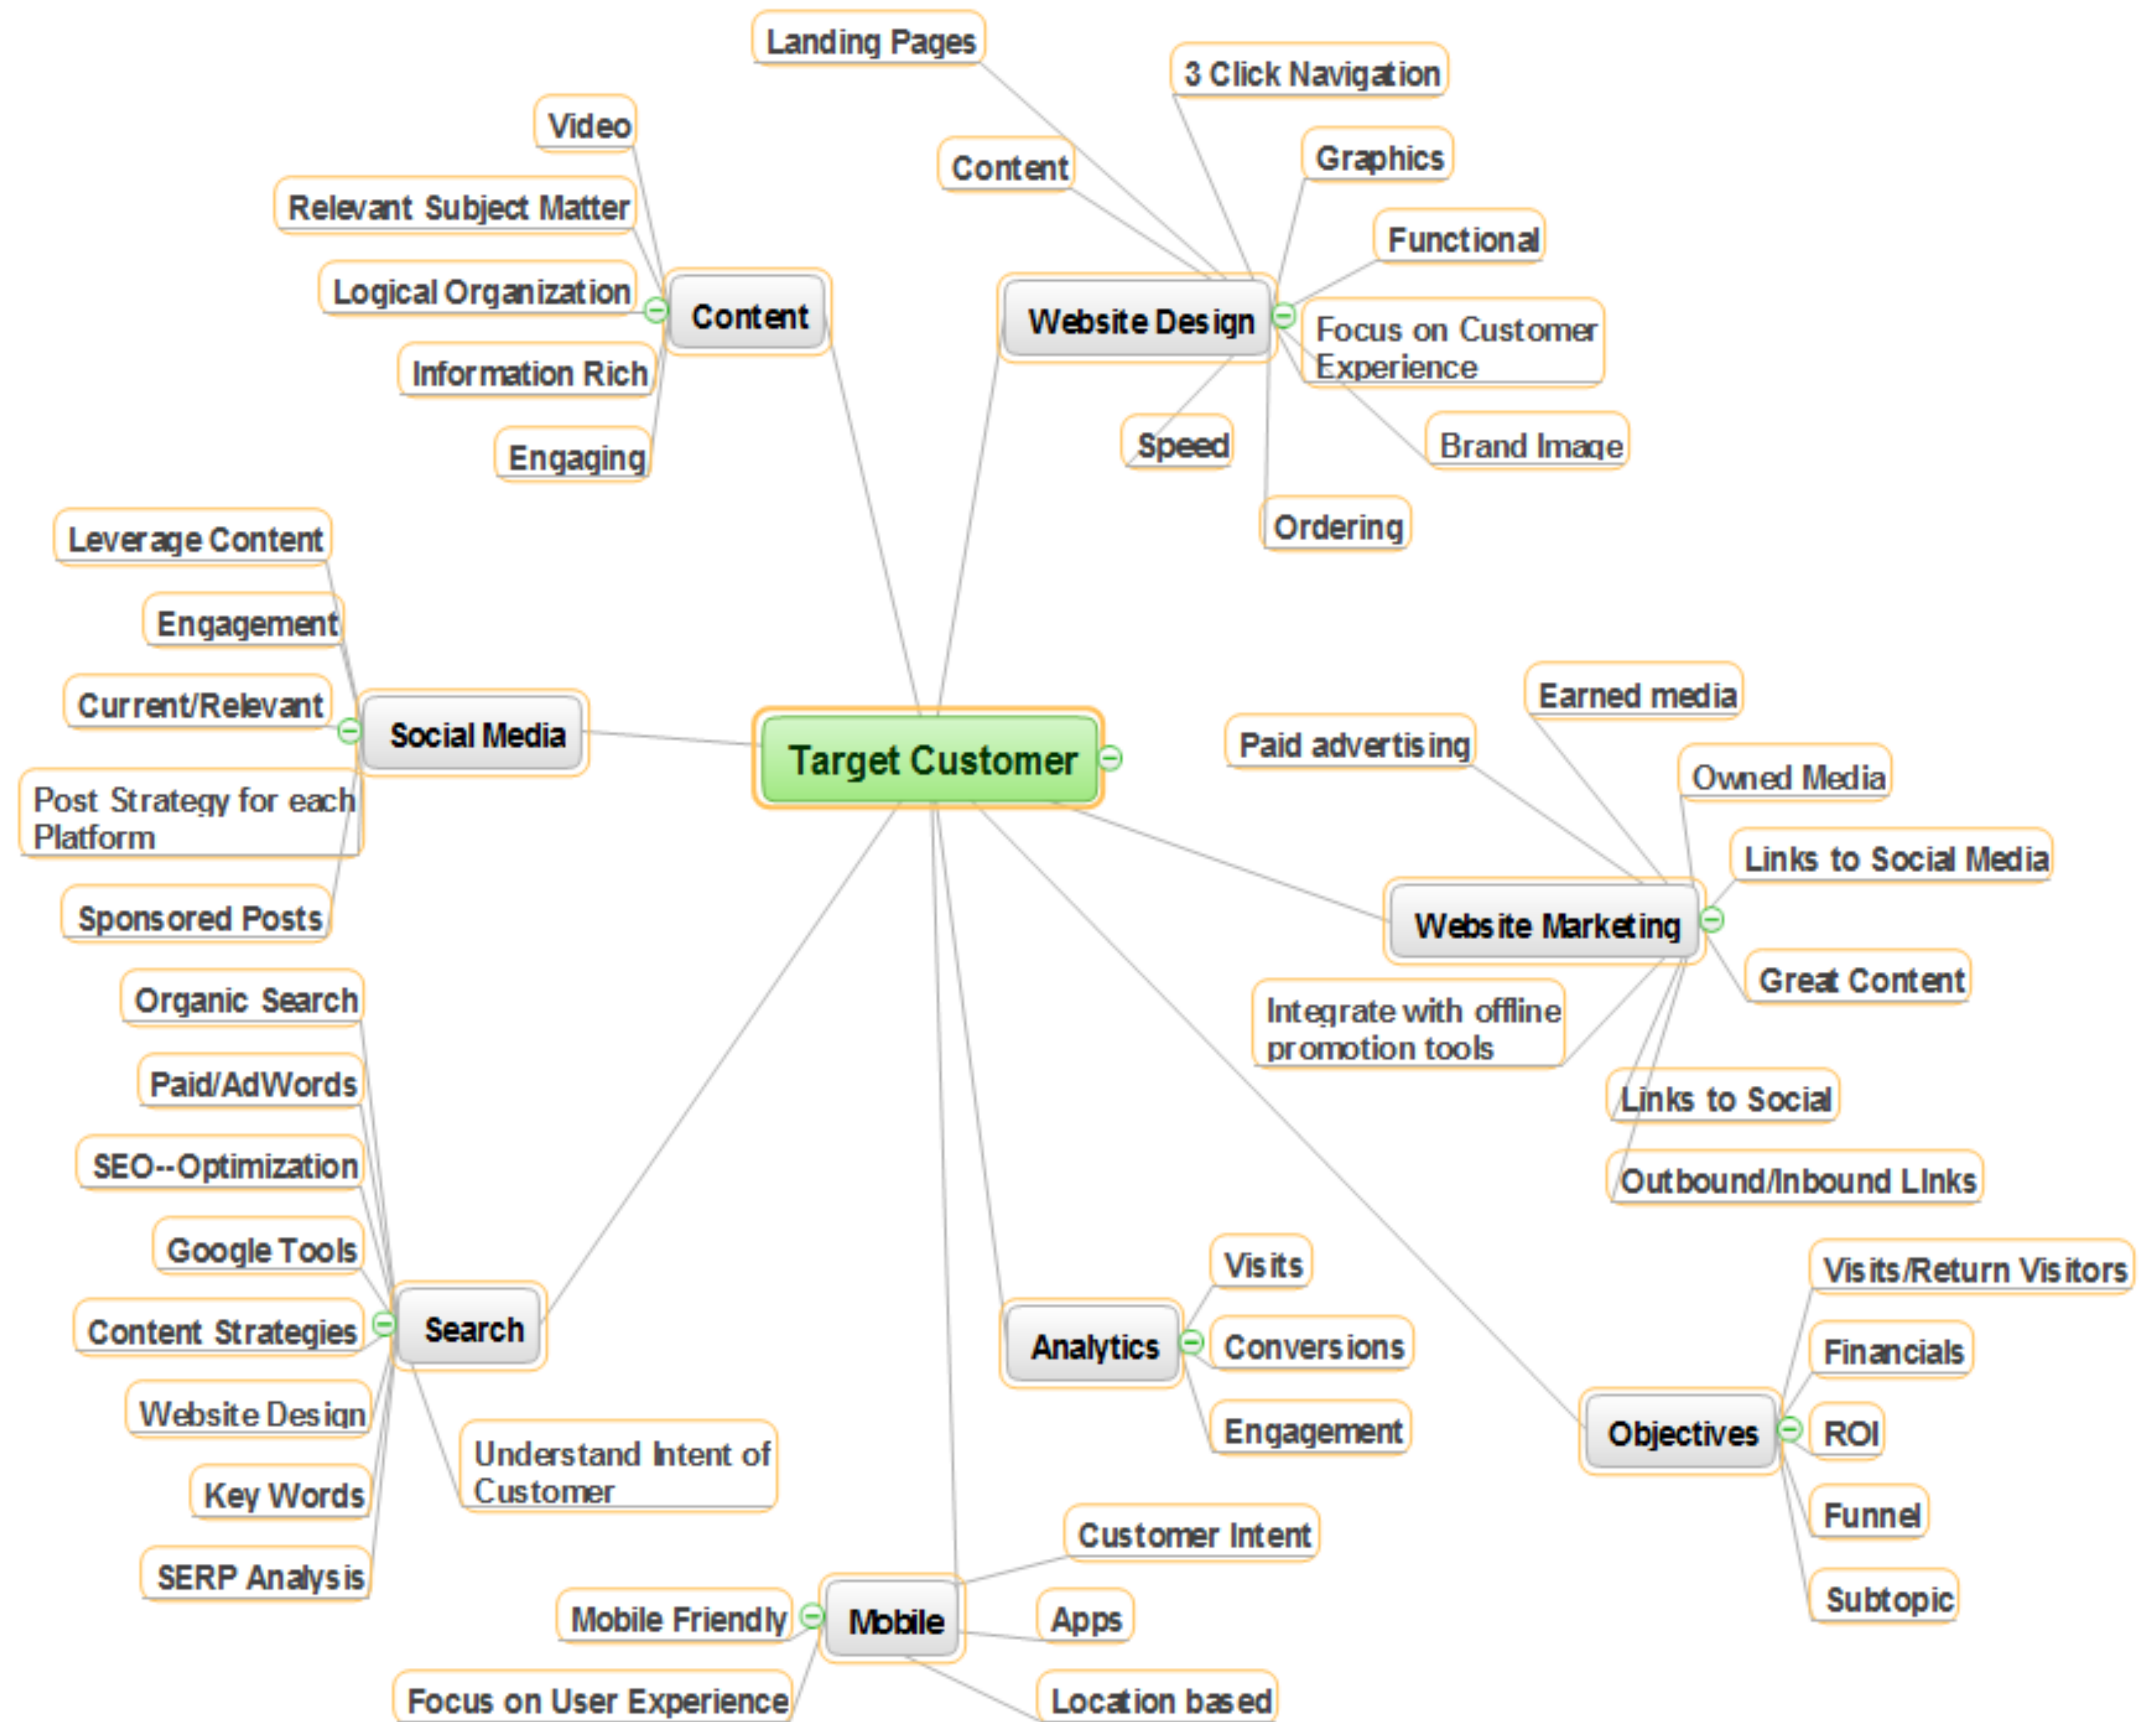 Landing Pages
3 Click Navigation
Content
Graphics
Functional
Website Design
Focus on Customer
Experience
Brand Image
Speed
Ordering
Video
Relevant Subject Matter
Logical Organization
Content
Information Rich
Engaging
Leverage Content
Engagement
Current/Relevant
Social Media
Post Strategy for each
Platform
Sponsored Posts
Target Customer
Earned media
Paid advertising
Owned Media
Links to Social Media
Website Marketing
Great Content
Integrate with offline
promotion tools
Links to Social
Outbound/Inbound LInks
Organic Search
Paid/AdWords
SEO--Optimization
Google Tools
Content Strategies
Search
Website Design
Key Words
SERP Analysis
Understand Intent of
Customer
Visits
Analytics
Conversions
Engagement
Visits/Return Visitors
Financials
Objectives
ROI
Funnel
Subtopic
Customer Intent
Mobile Friendly
Mobile
Apps
Focus on User Experience
Location based